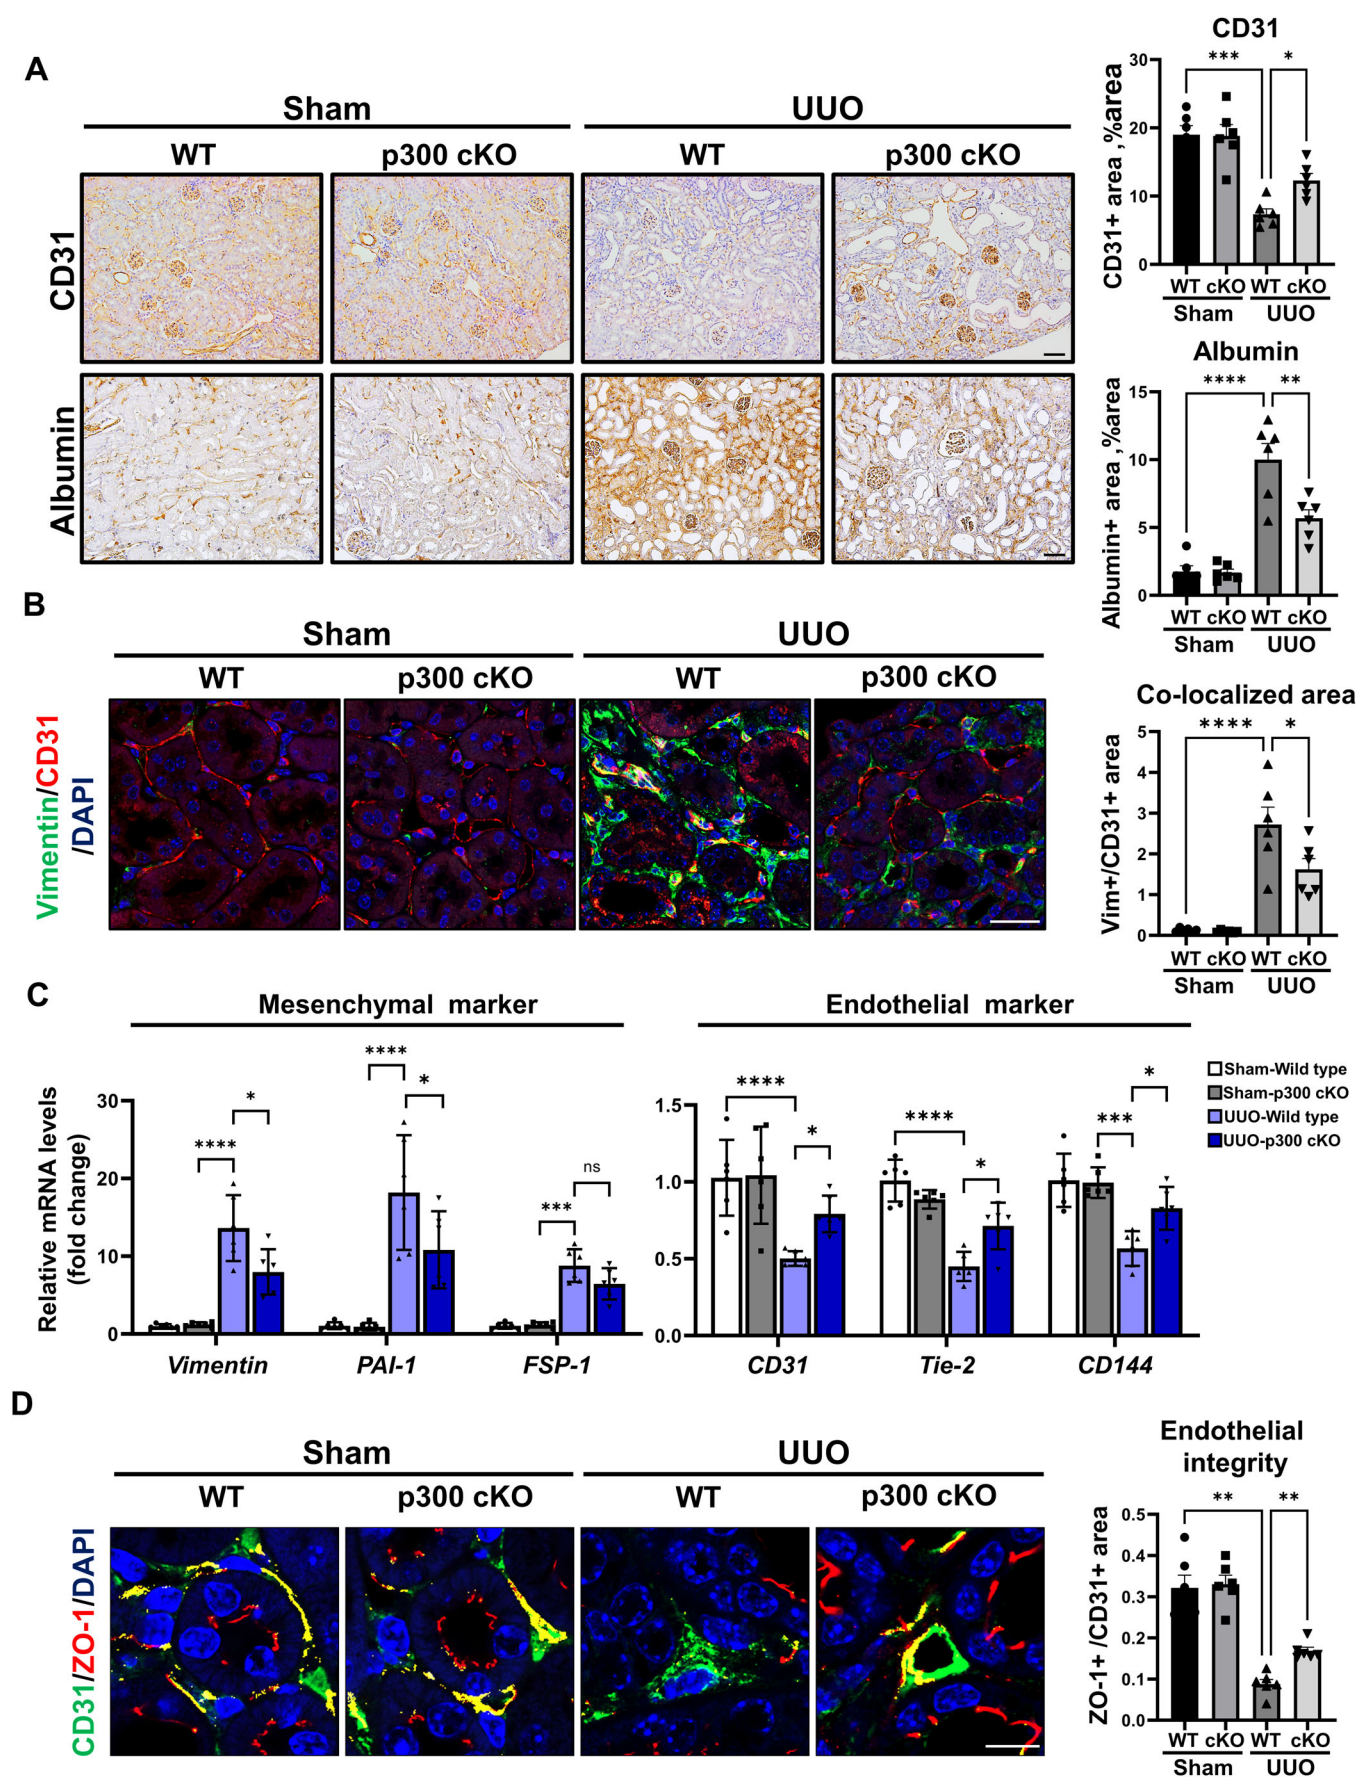 A
Sham
UUO
WT
p300 cKO
WT
p300 cKO
CD31
Albumin
CD31
CD31+ area ,%area
30
20
10
0
***
*
WT cKO WT cKO
Sham
UUO
Albumin
Albumin+ area ,%area
15
10
5
0
****
**
WT cKO WT cKO
Sham
UUO
B
Sham
UUO
WT
p300 cKO
WT
p300 cKO
Vimentin/CD31
/DAPI
Co-localized area
Vim+/CD31+ area
5
4
3
2
1
0
****
*
WT cKO WT cKO
Sham
UUO
C
Mesenchymal marker
Relative mRNA levels
(fold change)
30
20
10
0
****
*
****
*
***
ns
Vimentin
PAI-1
FSP-1
Endothelial marker
1.5
1.0
0.5
0.0
****
*
****
*
***
*
CD31
Tie-2
CD144
Sham-Wild type
Sham-p300 cKO
UUO-Wild type
UUO-p300 cKO
D
Sham
UUO
WT
p300 cKO
WT
p300 cKO
CD31/ZO-1/DAPI
Endothelial
integrity
ZO-1+ /CD31+ area
0.5
0.4
0.3
0.2
0.1
0.0
**
**
WT cKO WT cKO
Sham
UUO